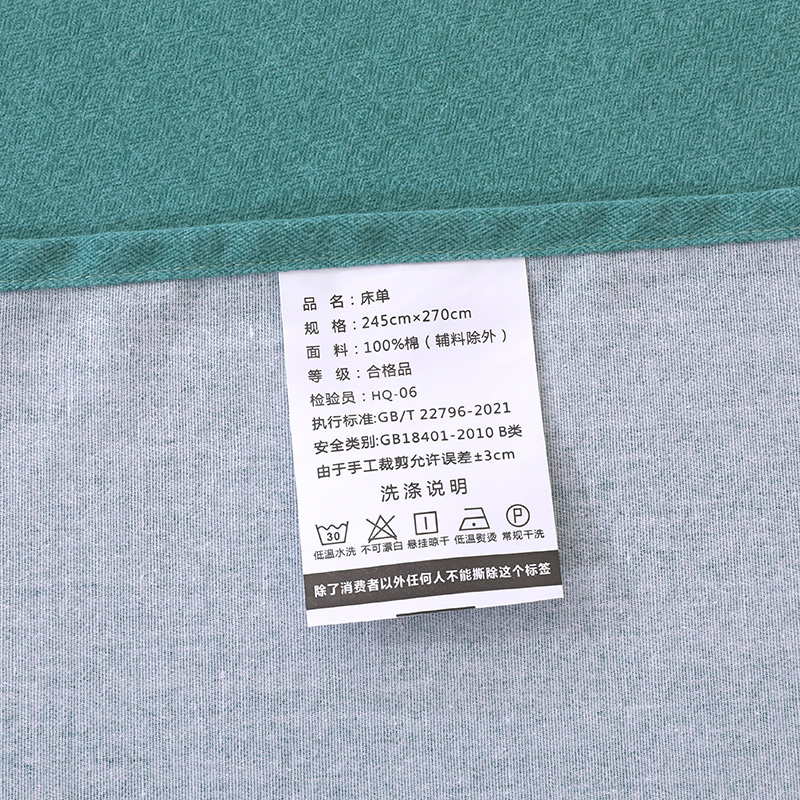 品 名：床单
规 格：245cm×270cm
面 料：100%棉（辅料除外）
等 级：合格品
检验员：HQ-06
执行标准:GB/T 22796-2021
安全类别:GB18401-2010 B类
由于手工裁剪允许误差±3cm
洗涤说明
30 P
低温水洗 不可漂白 悬挂晾干 低温熨烫 常规干洗
除了消费者以外任何人不能撕除这个标签